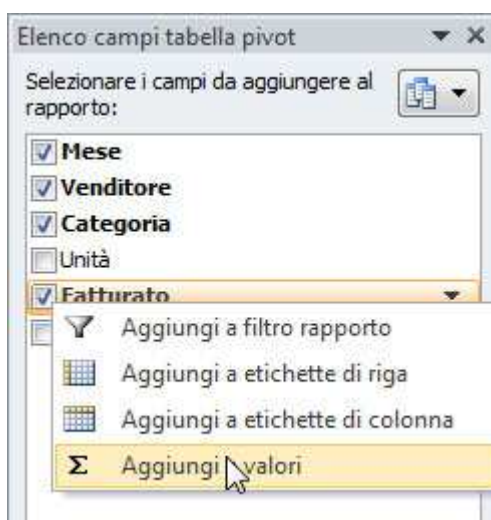 Elenco campi tabella pivot
Selezionare i campi da aggiungere al
rapporto:
Mese
Venditore
Categoria
Unità
Fatturato
Aggiungi a filtro rapporto
Aggiungi a etichette di riga
Aggiungi a etichette di colonna
Σ Aggiungi valori